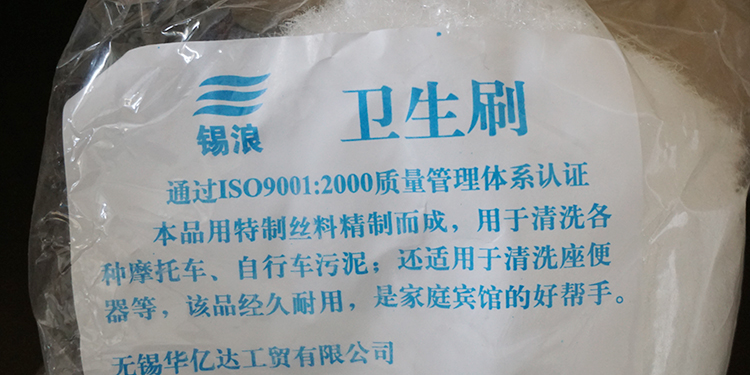 卫生刷
锡浪
通过ISO9001:2000质量管理体系认证
本品用特制丝料精制而成，用于清洗各
种摩托车、自行车污泥；还适用于清洗座便
器等，该品经久耐用，是家庭宾馆的好帮手。
无锡华亿达工贸有限公司